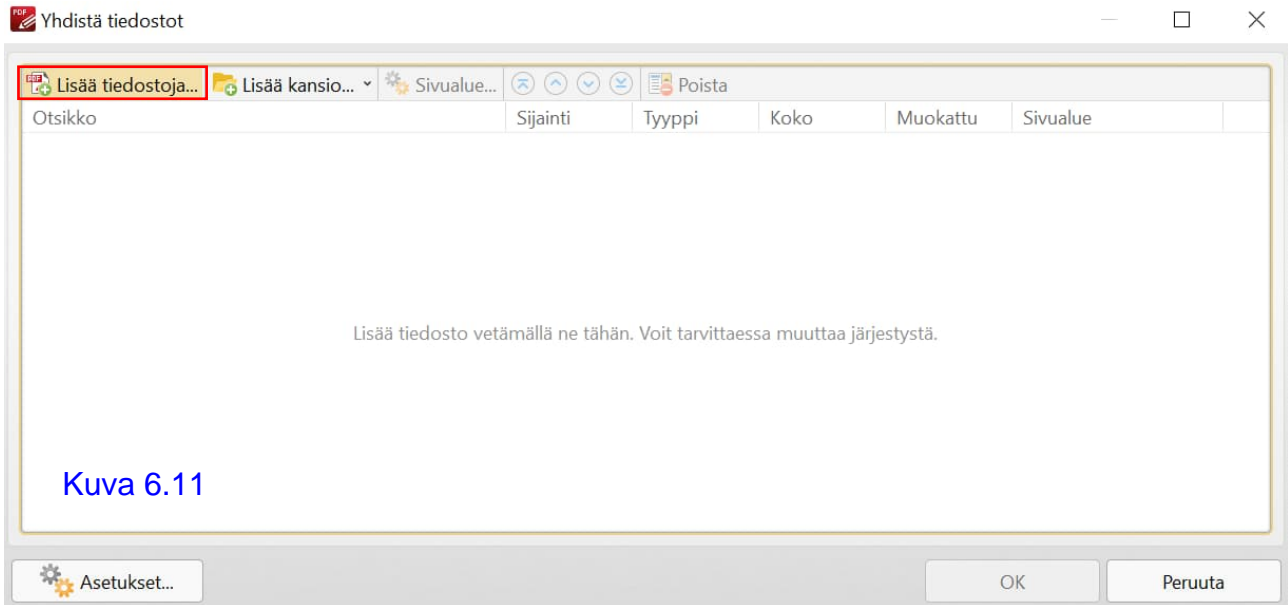 Yhdistä tiedostot
Lisää tiedostoja... Lisää kansio... Sivualue... Poista
Otsikko Sijainti Tyyppi Koko Muokattu Sivualue
Lisää tiedosto vetämällä ne tähän. Voit tarvittaessa muuttaa järjestystä.
Kuva 6.11
Asetukset... OK Peruuta